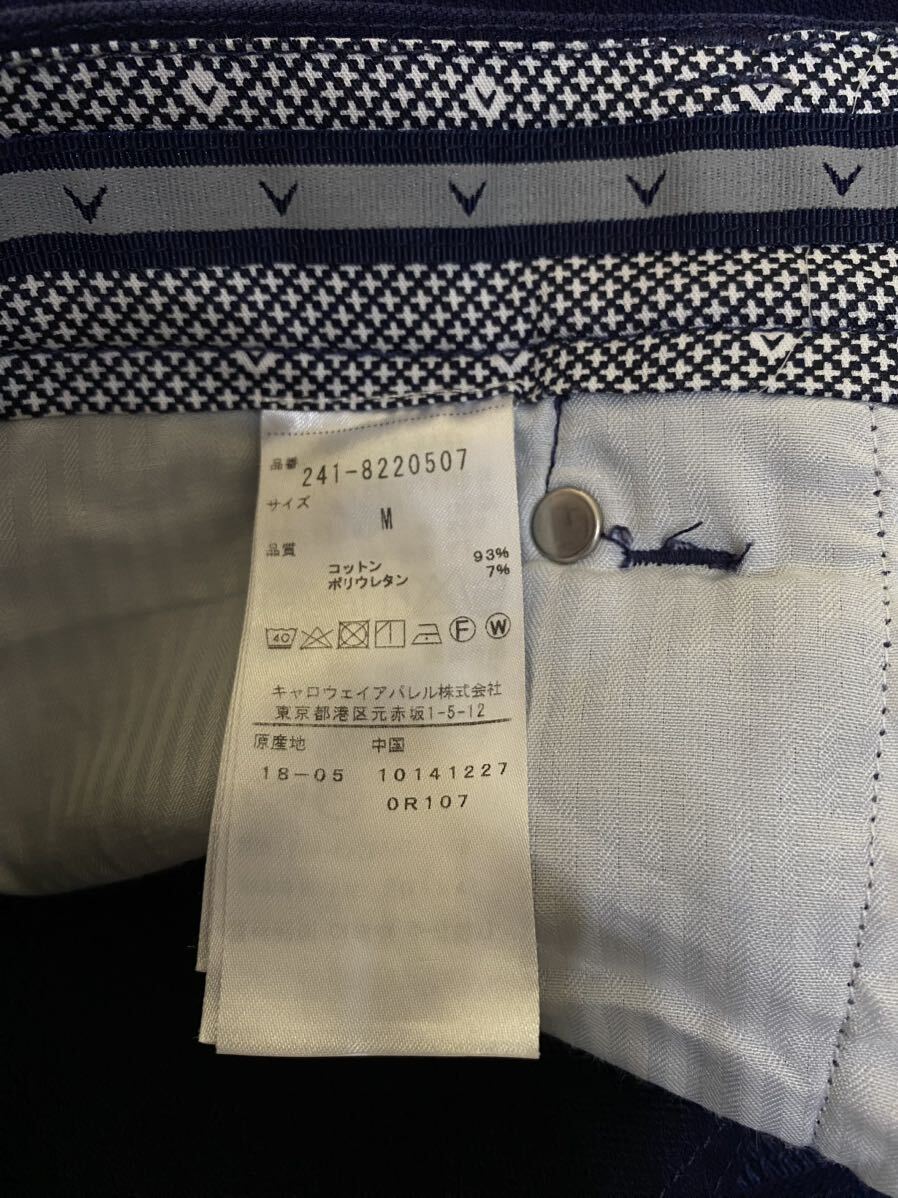 品番 241-8220507
サイズ
M
品質
コットン 93%
ポリウレタン 7%
40 F W
キャロウェイアパレル株式会社
東京都港区元赤坂1-5-12
原産地 中国
18-05 10141227
0R107